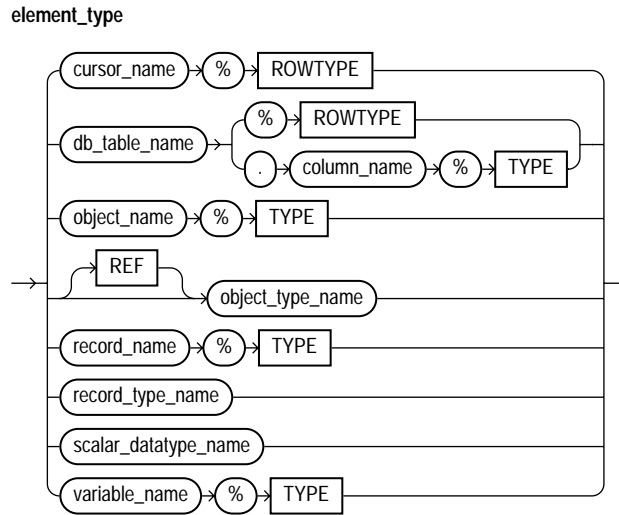 element_type
cursor_name % ROWTYPE
% ROWTYPE
db_table_name
. column_name % TYPE
object_name % TYPE
REF
object_type_name
record_name % TYPE
record_type_name
scalar_datatype_name
variable_name % TYPE